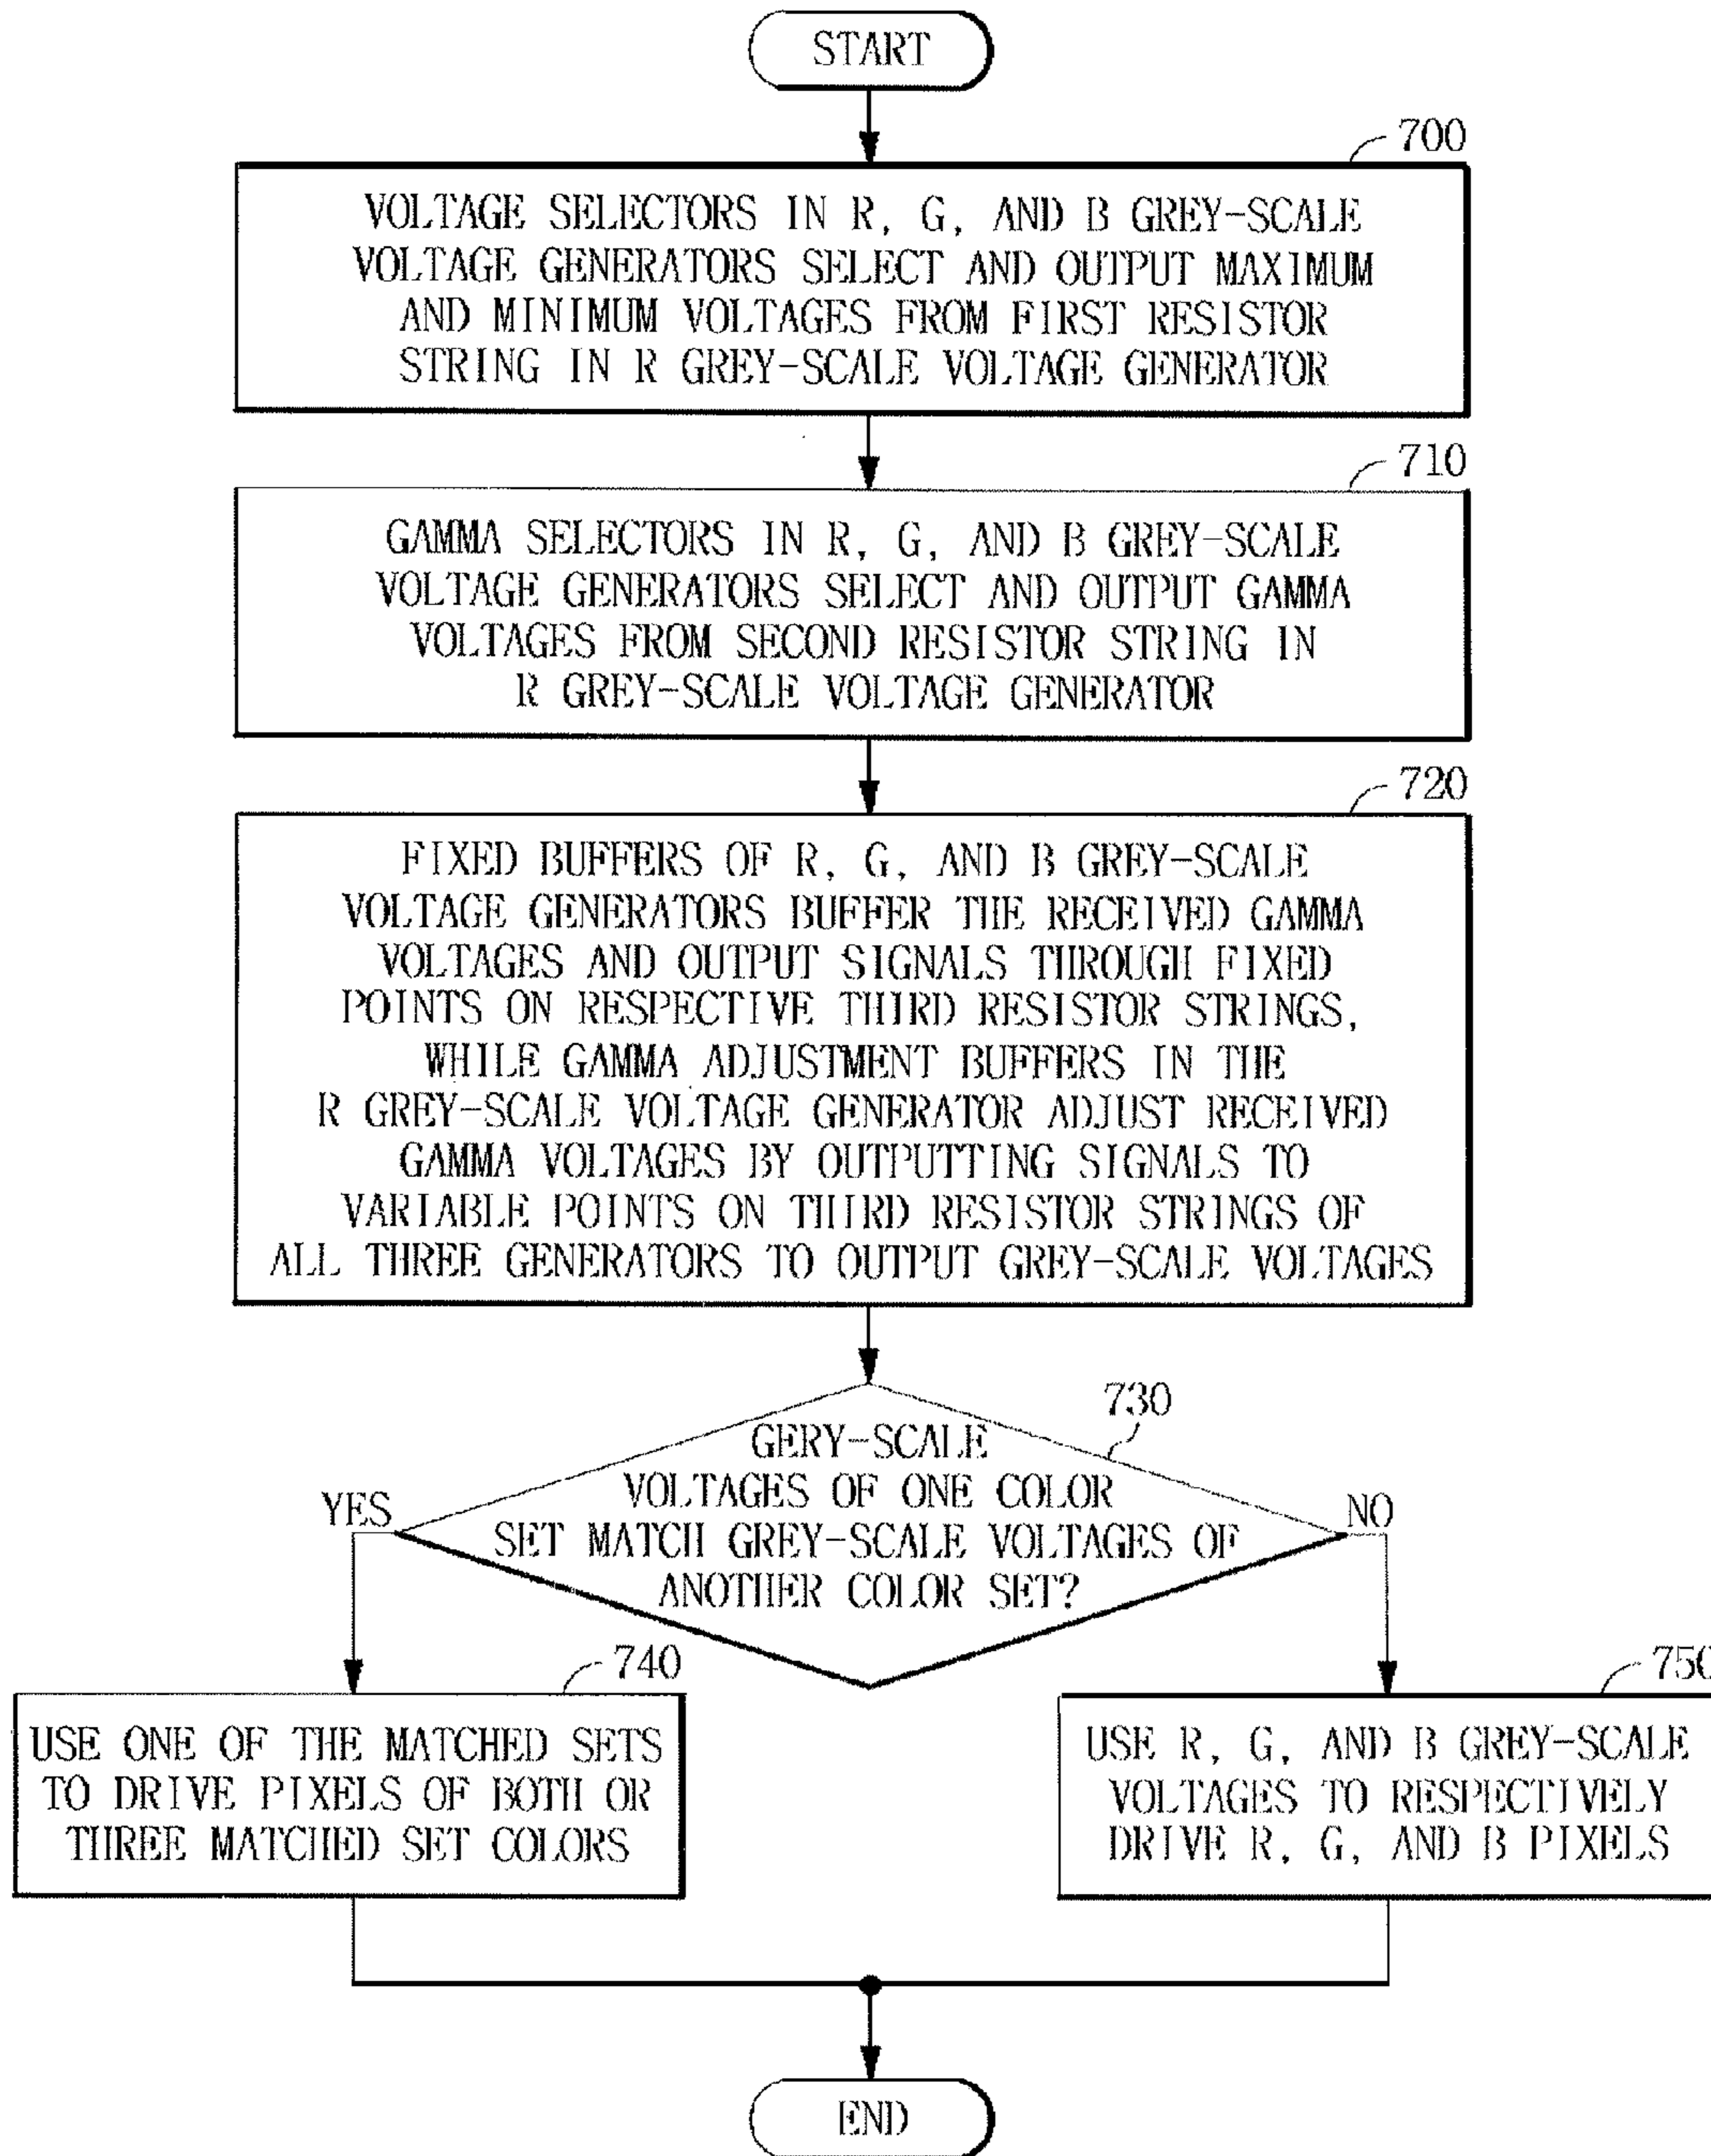 START
700
VOLTAGE SELECTORS IN R, G, AND B GREY-SCALE
VOLTAGE GENERATORS SELECT AND OUTPUT MAXIMUM
AND MINIMUM VOLTAGES FROM FIRST RESISTOR
STRING IN R GREY-SCALE VOLTAGE GENERATOR
710
GAMMA SELECTORS IN R, G, AND B GREY-SCALE
VOLTAGE GENERATORS SELECT AND OUTPUT GAMMA
VOLTAGES FROM SECOND RESISTOR STRING IN
R GREY-SCALE VOLTAGE GENERATOR
720
FIXED BUFFERS OF R, G, AND B GREY-SCALE
VOLTAGE GENERATORS BUFFER THE RECEIVED GAMMA
VOLTAGES AND OUTPUT SIGNALS THROUGH FIXED
POINTS ON RESPECTIVE THIRD RESISTOR STRINGS,
WHILE GAMMA ADJUSTMENT BUFFERS IN THE
R GREY-SCALE VOLTAGE GENERATOR ADJUST RECEIVED
GAMMA VOLTAGES BY OUTPUTTING SIGNALS TO
VARIABLE POINTS ON THIRD RESISTOR STRINGS OF
ALL THREE GENERATORS TO OUTPUT GREY-SCALE VOLTAGES
730
GERY-SCALE
VOLTAGES OF ONE COLOR
SET MATCH GREY-SCALE VOLTAGES OF
ANOTHER COLOR SET?
YES
NO
740
USE ONE OF THE MATCHED SETS
TO DRIVE PIXELS OF BOTH OR
THREE MATCHED SET COLORS
750
USE R, G, AND B GREY-SCALE
VOLTAGES TO RESPECTIVELY
DRIVE R, G, AND B PIXELS
END